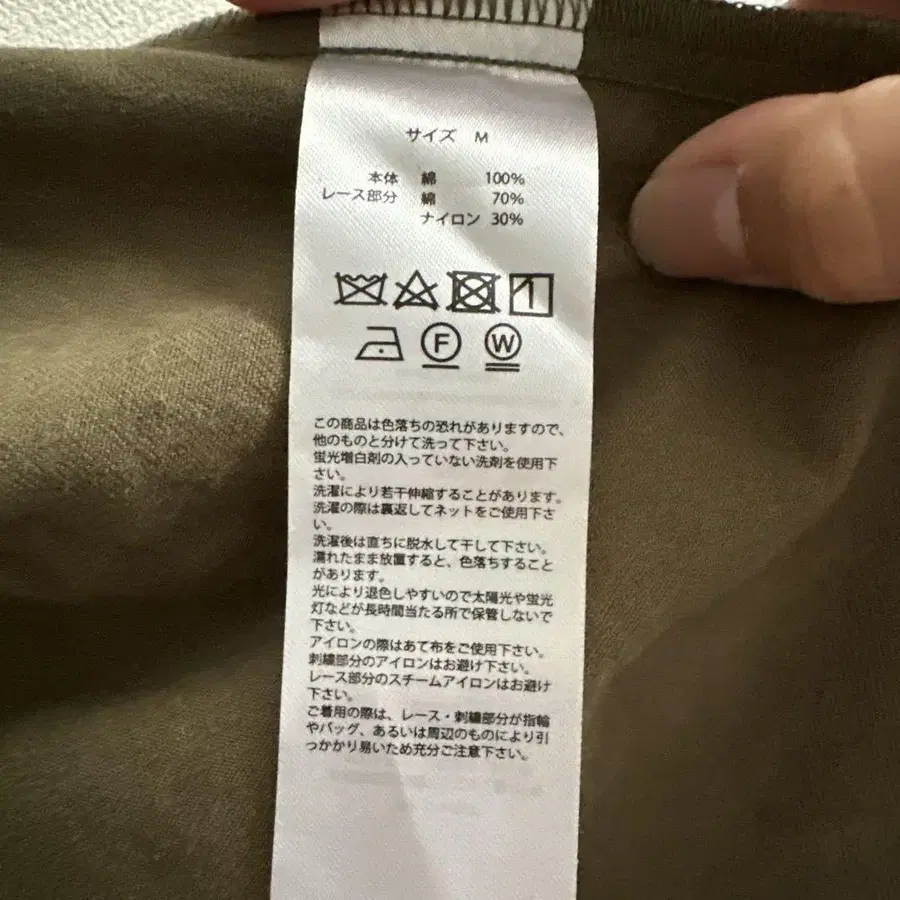 サイズ M
本体 綿 100%
レース部分 綿 70%
ナイロン 30%
F W
この商品は色落ちの恐れがありますので、
他のものと分けて洗って下さい。
蛍光増白剤の入っていない洗剤を使用下
さい。
洗濯により若干伸縮することがあります。
洗濯の際は裏返してネットをご使用下さ
い。
洗濯後は直ちに脱水して干して下さい。
濡れたまま放置すると、色落ちすること
があります。
光により退色しやすいので太陽光や蛍光
灯などが長時間当たる所で保管しないで
下さい。
アイロンの際はあて布をご使用下さい。
刺繍部分のアイロンはお避け下さい。
レース部分のスチームアイロンはお避け
下さい。
ご着用の際は、レース・刺繍部分が指輪
やバッグ、あるいは周辺のものにより引
っかかり易いため充分ご注意下さい。